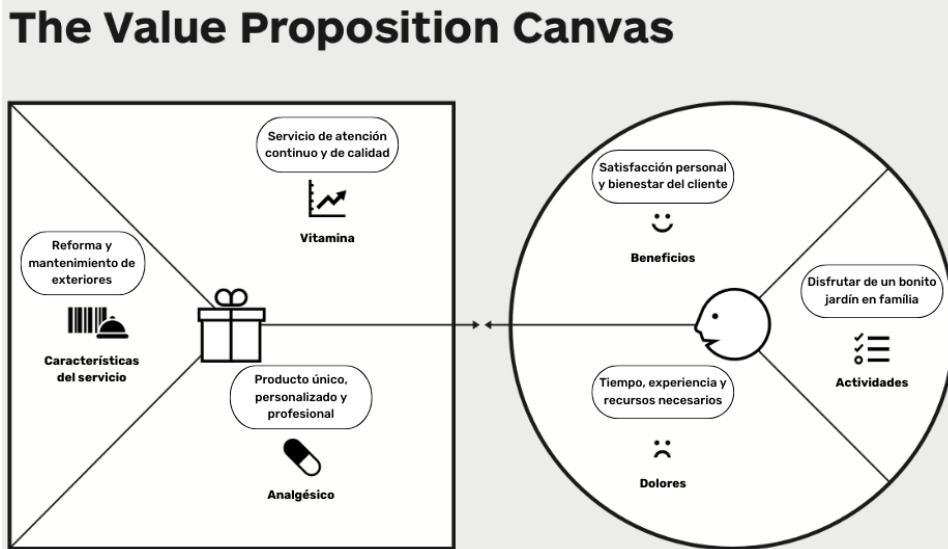 The Value Proposition Canvas
Servicio de atención
continuo y de calidad
Vitamina
Reforma y
mantenimiento de
exteriores
Características
del servicio
Producto único,
personalizado y
profesional
Analgésico
Satisfacción personal
y bienestar del cliente
Beneficios
Disfrutar de un bonito
jardín en família
Actividades
Tiempo, experiencia y
recursos necesarios
Dolores